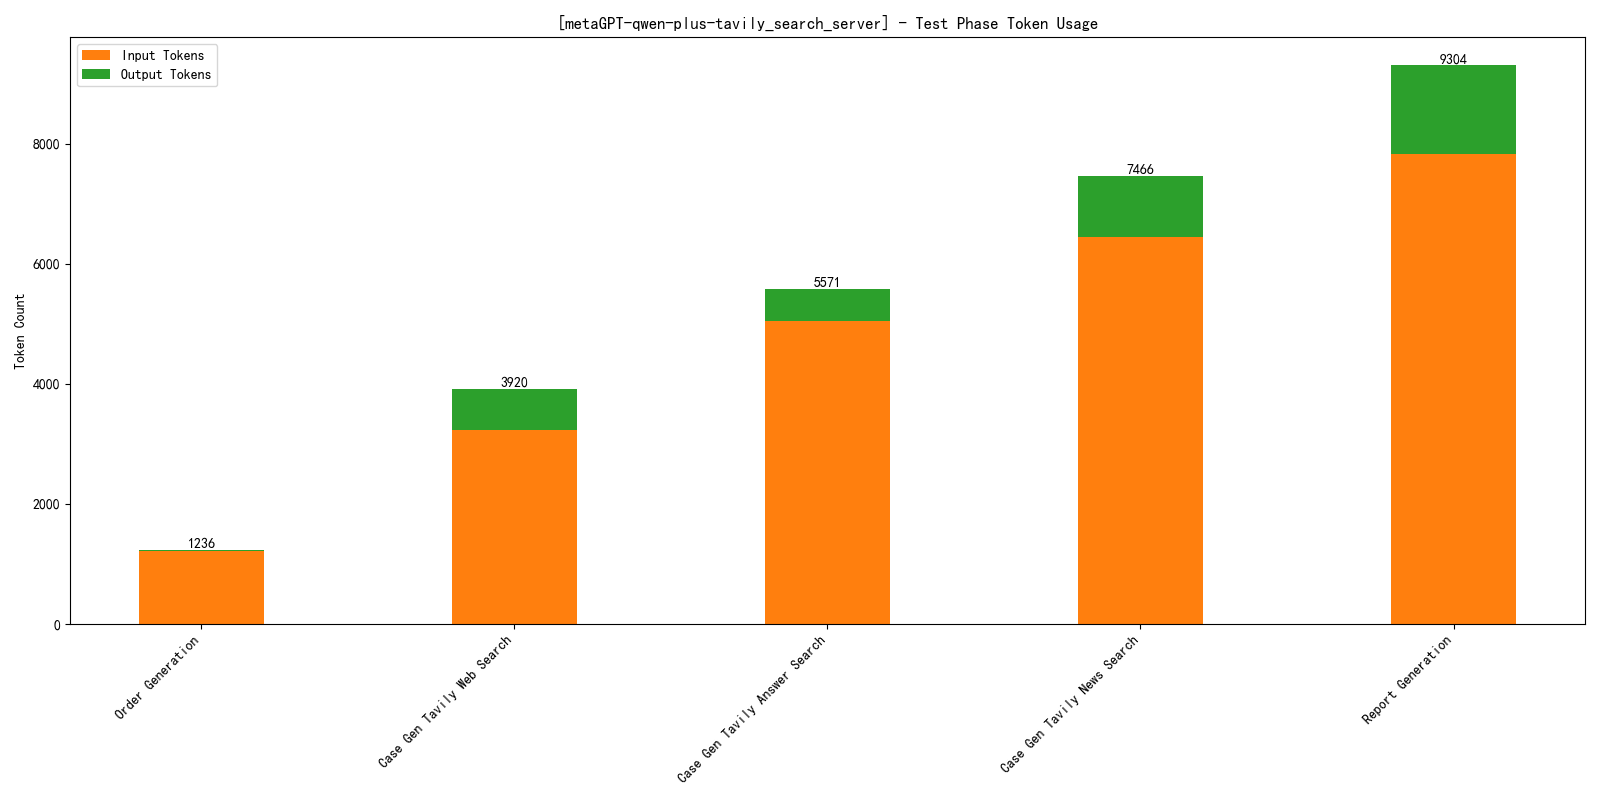 [metaGPT-qwen-plus-tavily_search_server] - Test Phase Token Usage
Input Tokens
Output Tokens
Token Count
8000
6000
4000
2000
0
1236
3920
5571
7466
9304
Order Generation
Case Gen Tavily Web Search
Case Gen Tavily Answer Search
Case Gen Tavily News Search
Report Generation